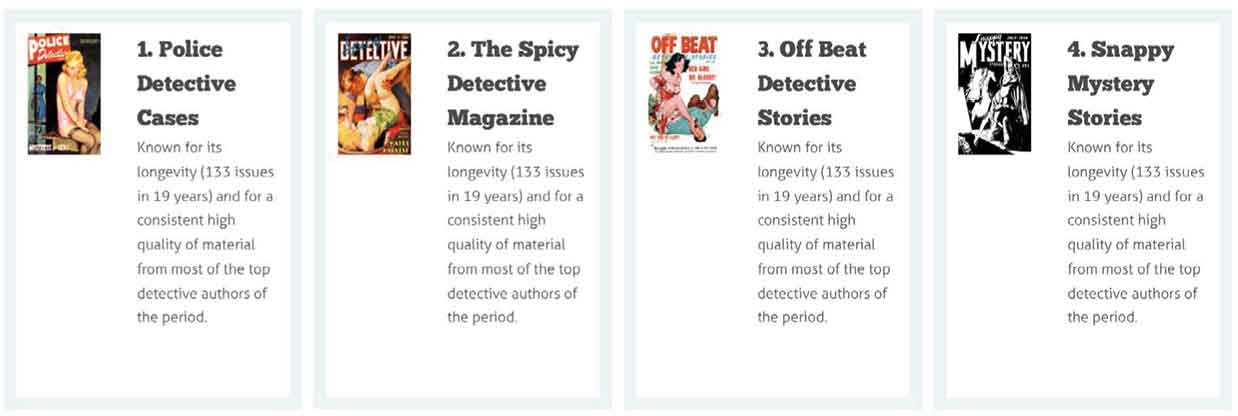 POLICE
Detective
1. Police
Detective
Cases
Known for its
longevity (133 issues
in 19 years) and for a
consistent high
quality of material
from most of the top
detective authors of
the period.
DETECTIVE
2. The Spicy
Detective
Magazine
Known for its
longevity (133 issues
in 19 years) and for a
consistent high
quality of material
from most of the top
detective authors of
the period.
OFF BEAT
DETECTIVE STORIES
3. Off Beat
Detective
Stories
Known for its
longevity (133 issues
in 19 years) and for a
consistent high
quality of material
from most of the top
detective authors of
the period.
MYSTERY
4. Snappy
Mystery
Stories
Known for its
longevity (133 issues
in 19 years) and for a
consistent high
quality of material
from most of the top
detective authors of
the period.